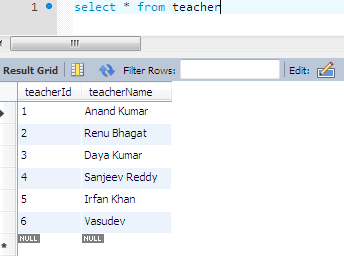 1 select * from teacher
Result Grid Filter Rows: Edit:
teacherId teacherName
1 Anand Kumar
2 Renu Bhagat
3 Daya Kumar
4 Sanjeev Reddy
5 Irfan Khan
6 Vasudev
* NULL NULL